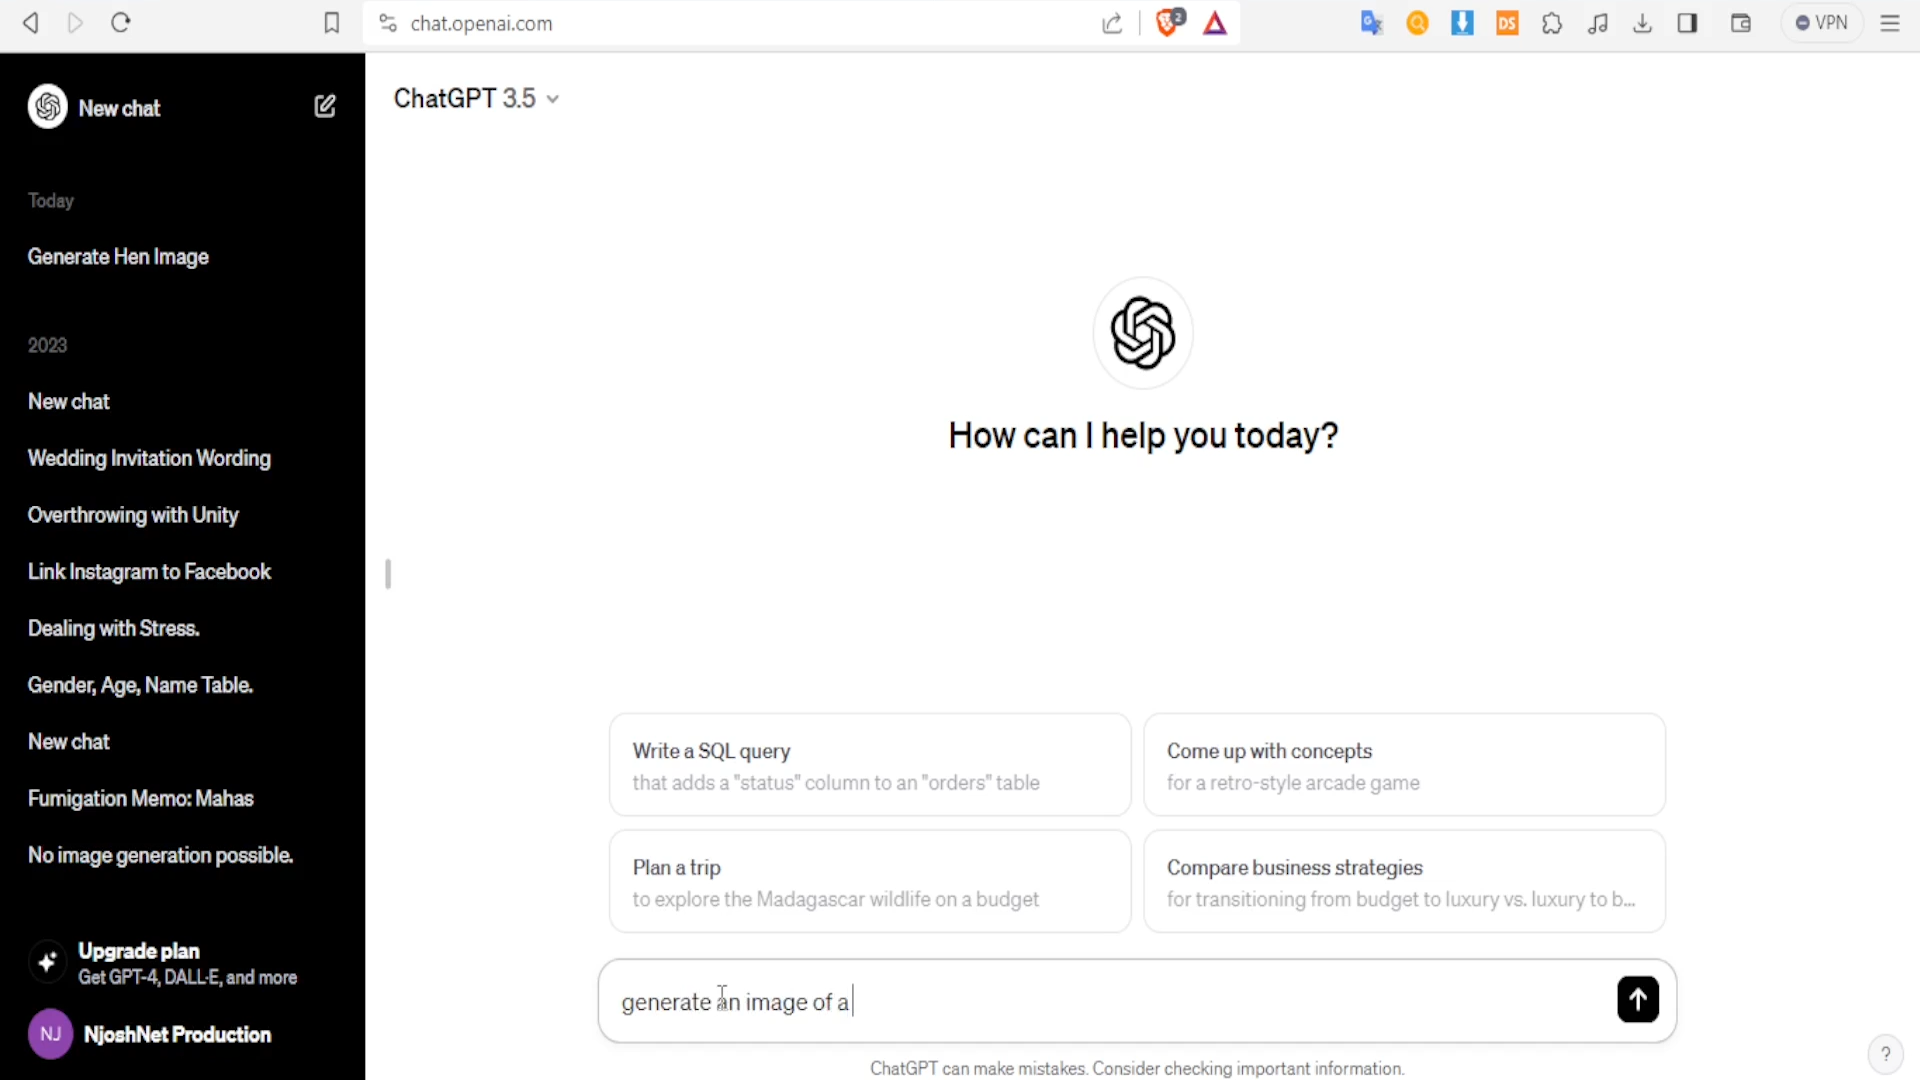 chat.openai.com
2
DS
VPN
New chat
Today
Generate Hen Image
2023
New chat
Wedding Invitation Wording
Overthrowing with Unity
Link Instagram to Facebook
Dealing with Stress.
Gender, Age, Name Table.
New chat
Fumigation Memo: Mahas
No image generation possible.
Upgrade plan
Get GPT-4, DALL·E, and more
NJ
NjoshNet Production
ChatGPT 3.5
How can I help you today?
Write a SQL query
that adds a "status" column to an "orders" table
Come up with concepts
for a retro-style arcade game
Plan a trip
to explore the Madagascar wildlife on a budget
Compare business strategies
for transitioning from budget to luxury vs. luxury to b...
generate an image of a
ChatGPT can make mistakes. Consider checking important information.
?